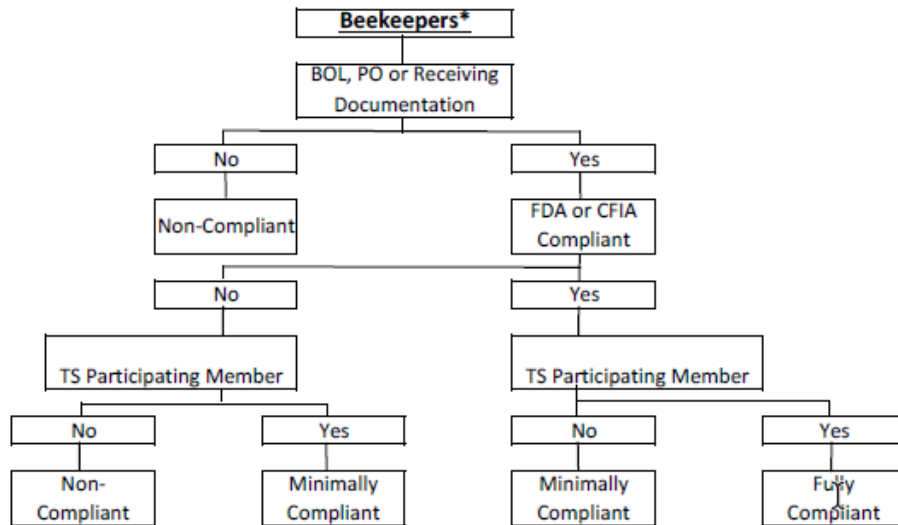 Beekeepers*
BOL, PO or Receiving
Documentation
No
Yes
Non-Compliant
FDA or CFIA
Compliant
No
Yes
TS Participating Member
TS Participating Member
No
Yes
No
Yes
Non-
Compliant
Minimally
Compliant
Minimally
Compliant
Fully
Compliant